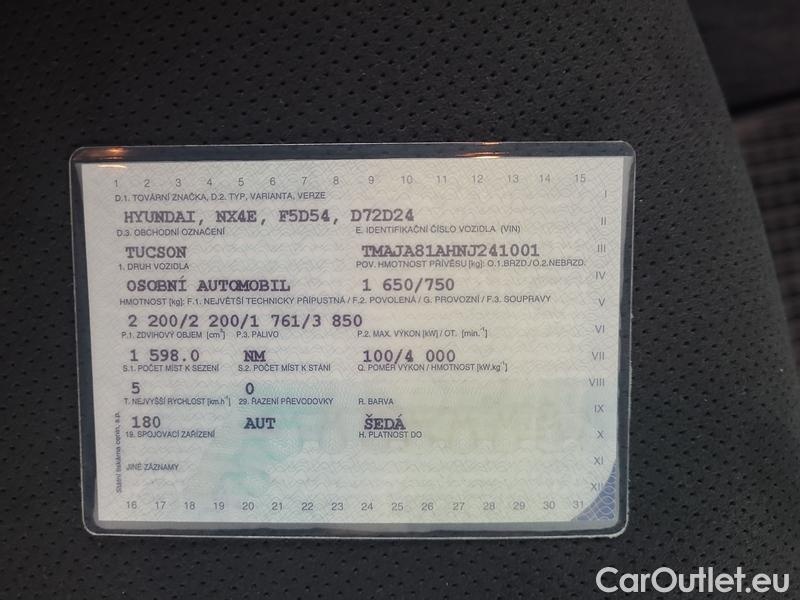 1 2 3 4 5 6 7 8 9 10 11 12 13 14 15
D.1. TOVÁRNÍ ZNAČKA, D.2. TYP, VARIANTA, VERZE
I
HYUNDAI, NX4E, F5D54, D72D24
II
D.3. OBCHODNÍ OZNAČENÍ E. IDENTIFIKAČNÍ ČÍSLO VOZIDLA (VIN)
TUCSON TMAJA81AHNJ241001
III
1. DRUH VOZIDLA POV. HMOTNOST PŘÍVĚSU [kg]: O.1.BRZD./O.2.NEBRZD.
IV
OSOBNÍ AUTOMOBIL 1 650/750
HMOTNOST [kg]: F.1. NEJVĚTŠÍ TECHNICKY PŘÍPUSTNÁ / F.2. POVOLENÁ / G. PROVOZNÍ / F.3. SOUPRAVY
V
2 200/2 200/1 761/3 850
VI
P.1. ZDVIHOVÝ OBJEM [cm³] P.3. PALIVO P.2. MAX. VÝKON [kW] / OT. [min.⁻¹]
1 598.0 NM 100/4 000
VII
S.1. POČET MÍST K SEZENÍ S.2. POČET MÍST K STÁNÍ Q. POMĚR VÝKON / HMOTNOST [kW.kg⁻¹]
5 0
VIII
T. NEJVYŠŠÍ RYCHLOST [km.h⁻¹] 29. ŘAZENÍ PŘEVODOVKY R. BARVA
IX
180 AUT ŠEDÁ
19. SPOJOVACÍ ZAŘÍZENÍ H. PLATNOST DO
X
JINÉ ZÁZNAMY
XI
XII
Státní tiskárna cenin, s.p.
16 17 18 19 20 21 22 23 24 25 26 27 28 29 30 31
CarOutlet.eu